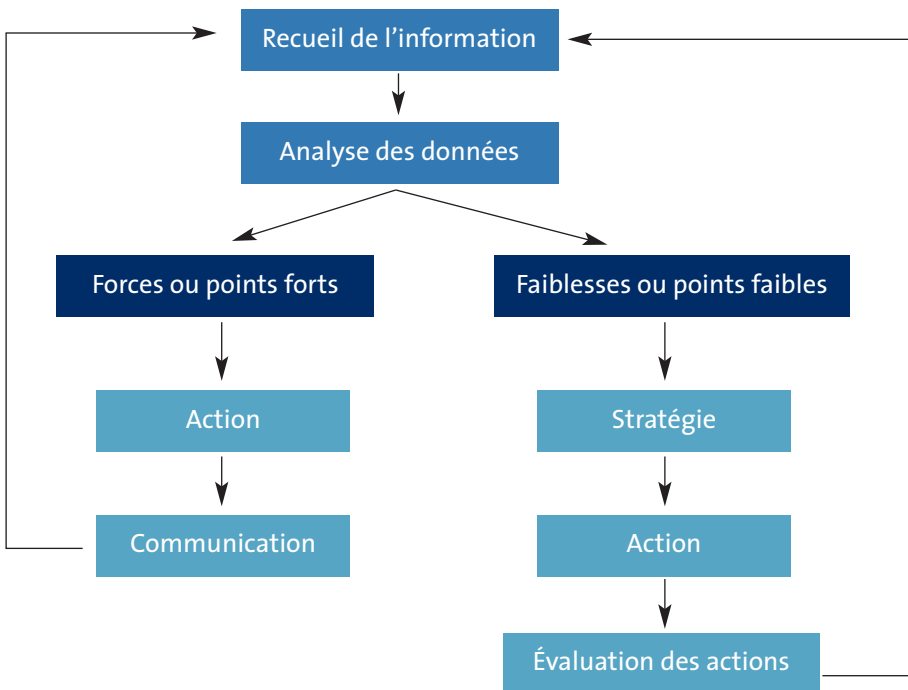 Recueil de l’information
Analyse des données
Forces ou points forts
Faiblesses ou points faibles
Action
Stratégie
Communication
Action
Évaluation des actions